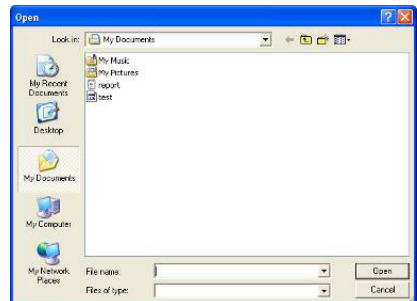 Open
Look in: My Documents
My Music
My Pictures
report
test
My Recent
Documents
Desktop
My Documents
My Computer
My Network
Places
File name:
Open
Files of type:
Cancel